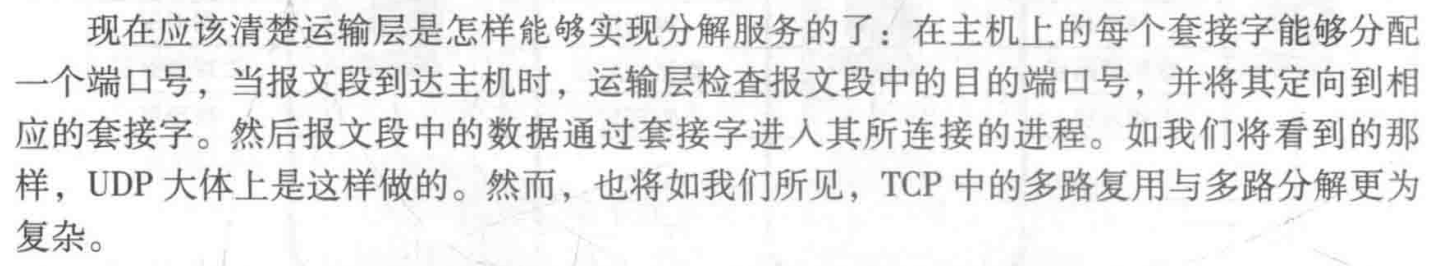 现在应该清楚运输层是怎样能够实现分解服务的了：在主机上的每个套接字能够分配
一个端口号，当报文段到达主机时，运输层检查报文段中的目的端口号，并将其定向到相
应的套接字。然后报文段中的数据通过套接字进入其所连接的进程。如我们将看到的那
样，UDP 大体上是这样做的。然而，也将如我们所见，TCP 中的多路复用与多路分解更为
复杂。